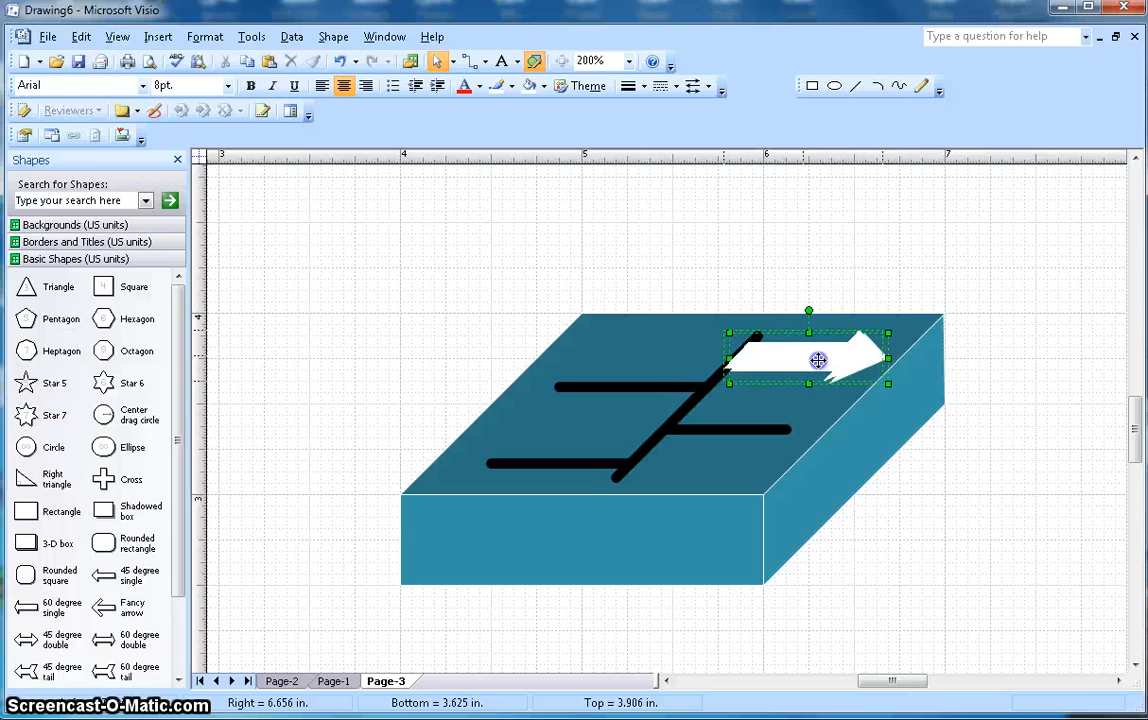 Drawing6 - Microsoft Visio
File Edit View Insert Format Tools Data Shape Window Help
Type a question for help
200%
Arial 8pt. B I U A Theme
Reviewers
Shapes
Search for Shapes:
Type your search here
Backgrounds (US units)
Borders and Titles (US units)
Basic Shapes (US units)
Triangle Square
Pentagon Hexagon
Heptagon Octagon
Star 5 Star 6
Star 7 Center drag circle
Circle Ellipse
Right triangle Cross
Rectangle Shadowed box
3-D box Rounded rectangle
Rounded square 45 degree single
60 degree single Fancy arrow
45 degree double 60 degree double
45 degree tail 60 degree tail
3 4 5 6 7
4
3
Page-2 Page-1 Page-3
Right = 6.656 in. Bottom = 3.625 in. Top = 3.906 in.
Screencast-O-Matic.com